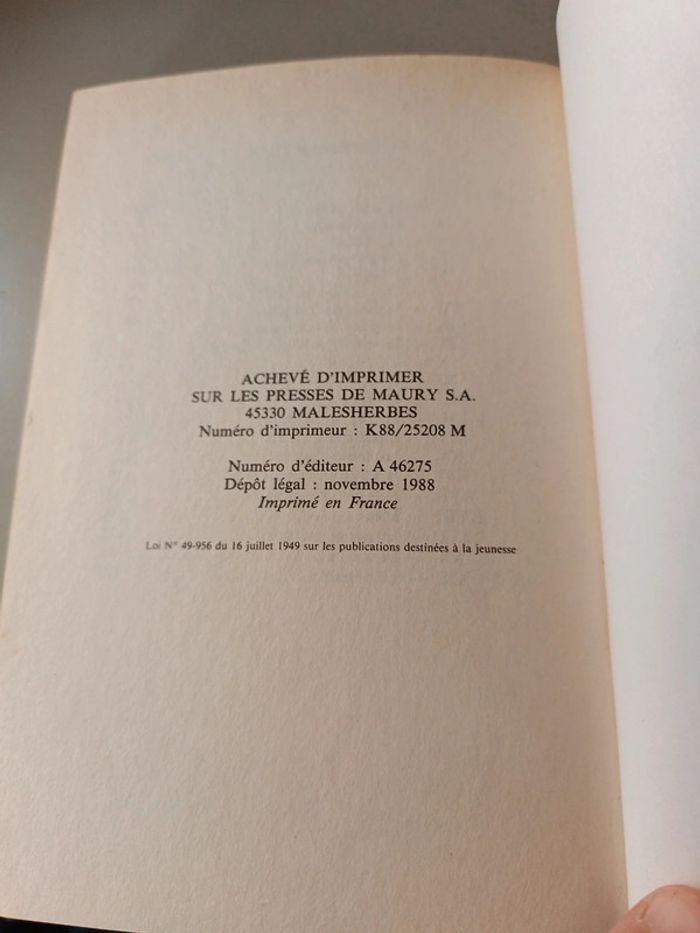 ACHEVÉ D'IMPRIMER
SUR LES PRESSES DE MAURY S.A.
45330 MALESHERBES
Numéro d'imprimeur : K88/25208 M
Numéro d'éditeur : A 46275
Dépôt légal : novembre 1988
Imprimé en France
Loi N° 49-956 du 16 juillet 1949 sur les publications destinées à la jeunesse